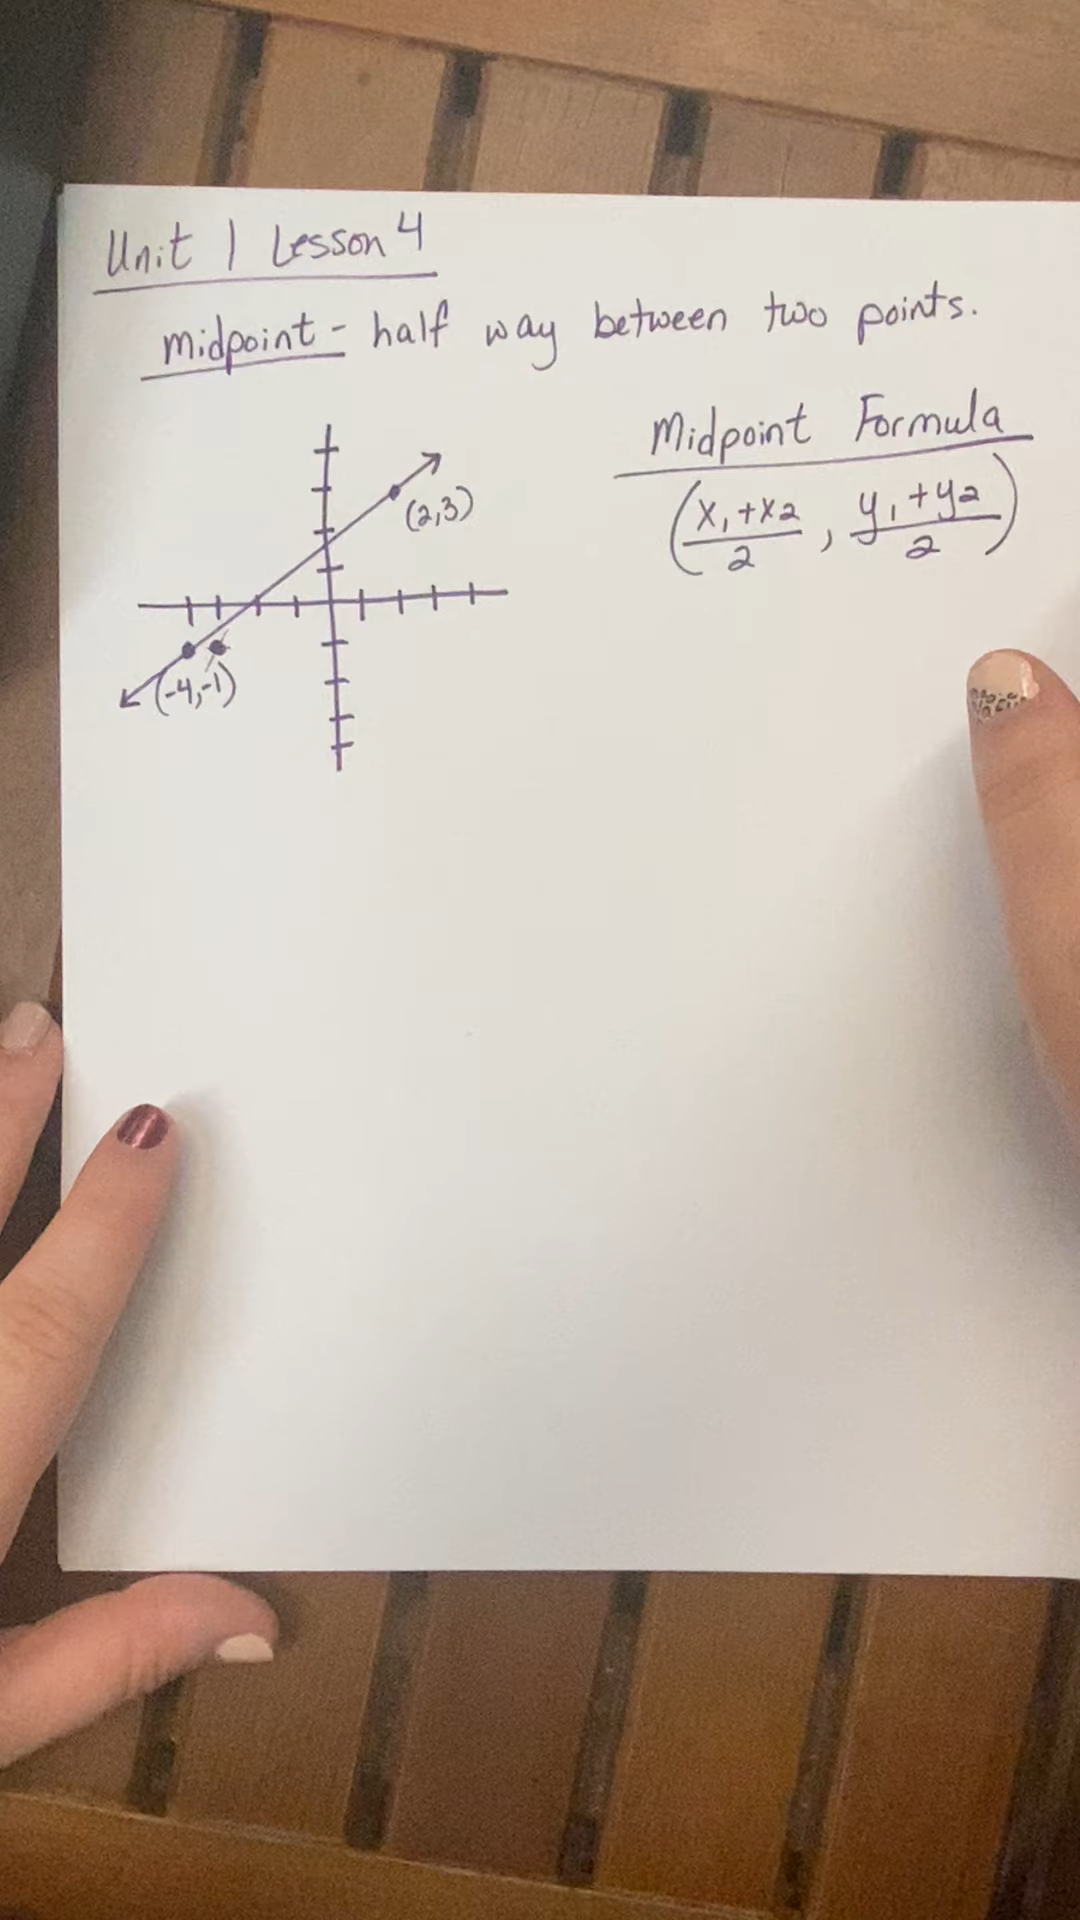 Unit 1 Lesson 4
midpoint - half way between two points.
Midpoint Formula
(x₁+x₂/2, y₁+y₂/2)
(2,3)
(-4,-1)